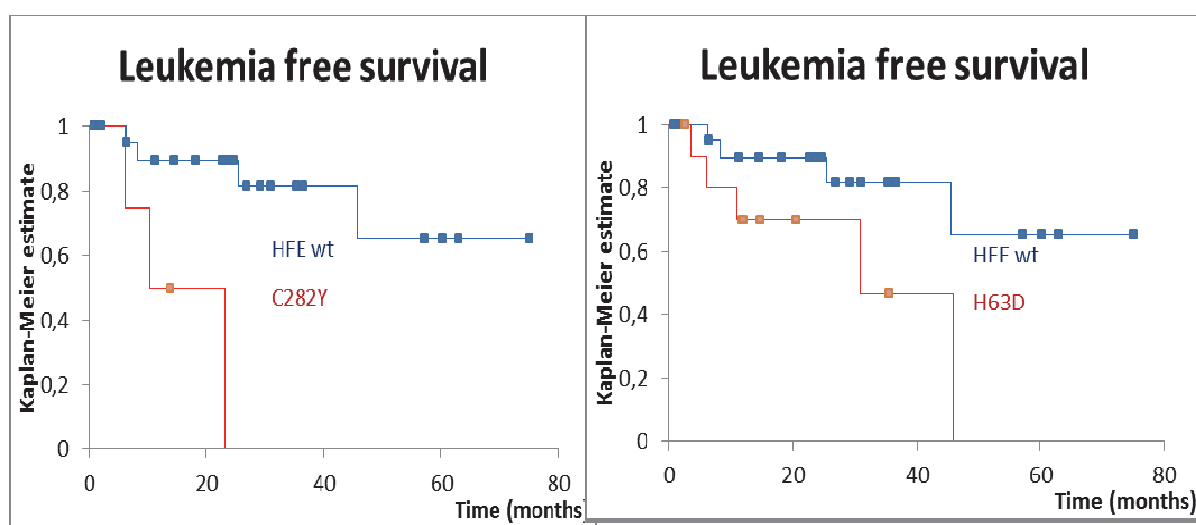 Leukemia free survival
Kaplan-Meier estimate
1
0,8
0,6
0,4
0,2
0
0 20 40 60 80
Time (months)
HFE wt
C282Y
Leukemia free survival
Kaplan-Meier estimate
1
0,8
0,6
0,4
0,2
0
0 20 40 60 80
Time (months)
HFE wt
H63D